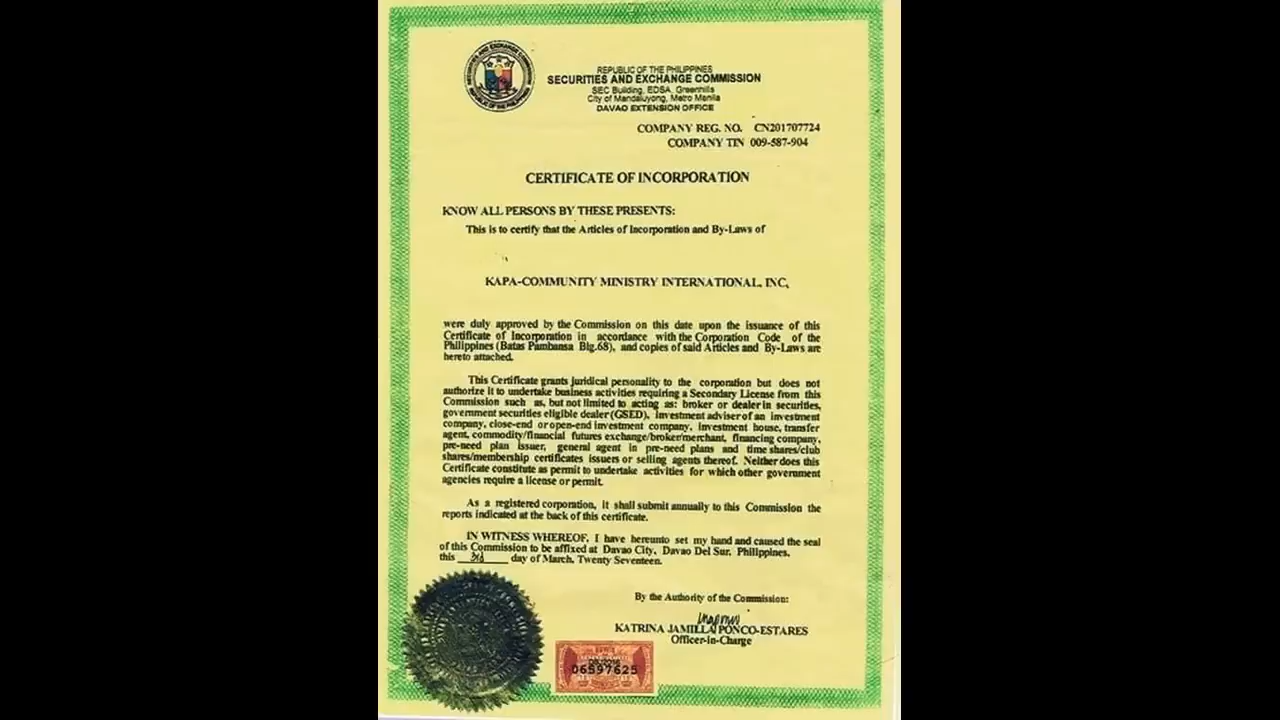 REPUBLIC OF THE PHILIPPINES
SECURITIES AND EXCHANGE COMMISSION
SEC Building, EDSA, Greenhills
City of Mandaluyong, Metro Manila
DAVAO EXTENSION OFFICE
COMPANY REG. NO. CN201707724
COMPANY TIN 009-587-904
CERTIFICATE OF INCORPORATION
KNOW ALL PERSONS BY THESE PRESENTS:
This is to certify that the Articles of Incorporation and By-Laws of
KAPA-COMMUNITY MINISTRY INTERNATIONAL, INC,
were duly approved by the Commission on this date upon the issuance of this
Certificate of Incorporation in accordance with the Corporation Code of the
Philippines (Batas Pambansa Blg.68), and copies of said Articles and By-Laws are
hereto attached.
This Certificate grants juridical personality to the corporation but does not
authorize it to undertake business activities requiring a Secondary License from this
Commission such as, but not limited to acting as: broker or dealer in securities,
government securities eligible dealer (GSED), investment adviser of an investment
company, close-end or open-end investment company, investment house, transfer
agent, commodity/financial futures exchange/broker/merchant, financing company,
pre-need plan issuer, general agent in pre-need plans and time shares/club
shares/membership certificates issuers or selling agents thereof. Neither does this
Certificate constitute as permit to undertake activities for which other government
agencies require a license or permit.
As a registered corporation, it shall submit annually to this Commission the
reports indicated at the back of this certificate.
IN WITNESS WHEREOF, I have hereunto set my hand and caused the seal
of this Commission to be affixed at Davao City, Davao Del Sur, Philippines,
this 3rd day of March, Twenty Seventeen.
By the Authority of the Commission:
KATRINA JAMILLA PONCO-ESTARES
Officer-in-Charge
06597625